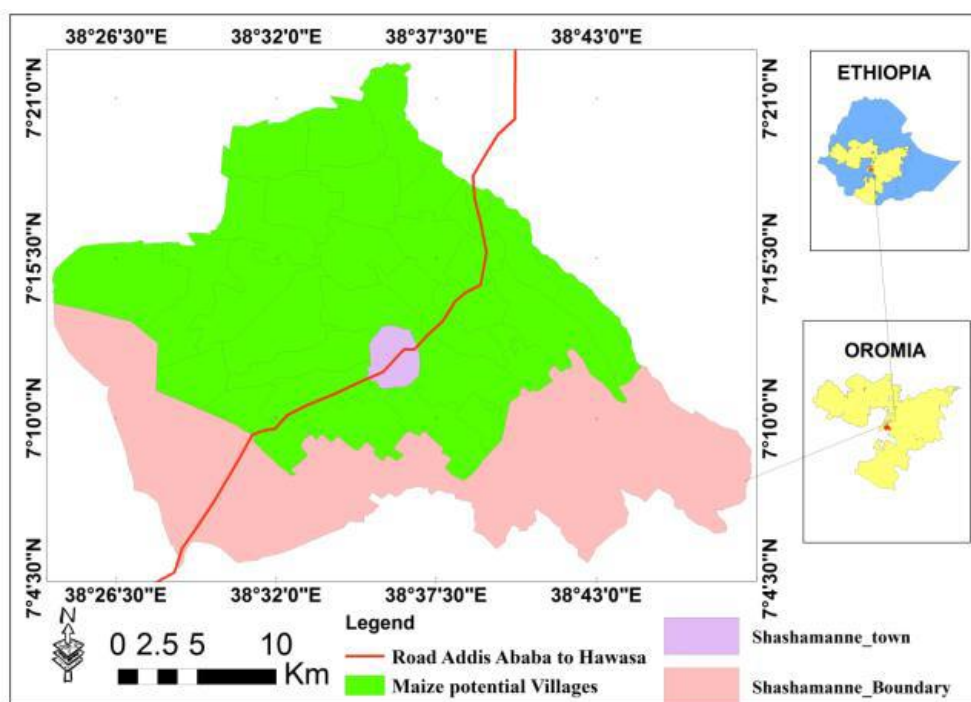 38°26'30"E 38°32'0"E 38°37'30"E 38°43'0"E
7°21'0"N
7°15'30"N
7°10'0"N
7°4'30"N
7°21'0"N
7°15'30"N
7°10'0"N
7°4'30"N
38°26'30"E 38°32'0"E 38°37'30"E 38°43'0"E
ETHIOPIA
OROMIA
N
0 2.5 5 10
Km
Legend
Road Addis Ababa to Hawasa
Maize potential Villages
Shashamanne_town
Shashamanne_Boundary